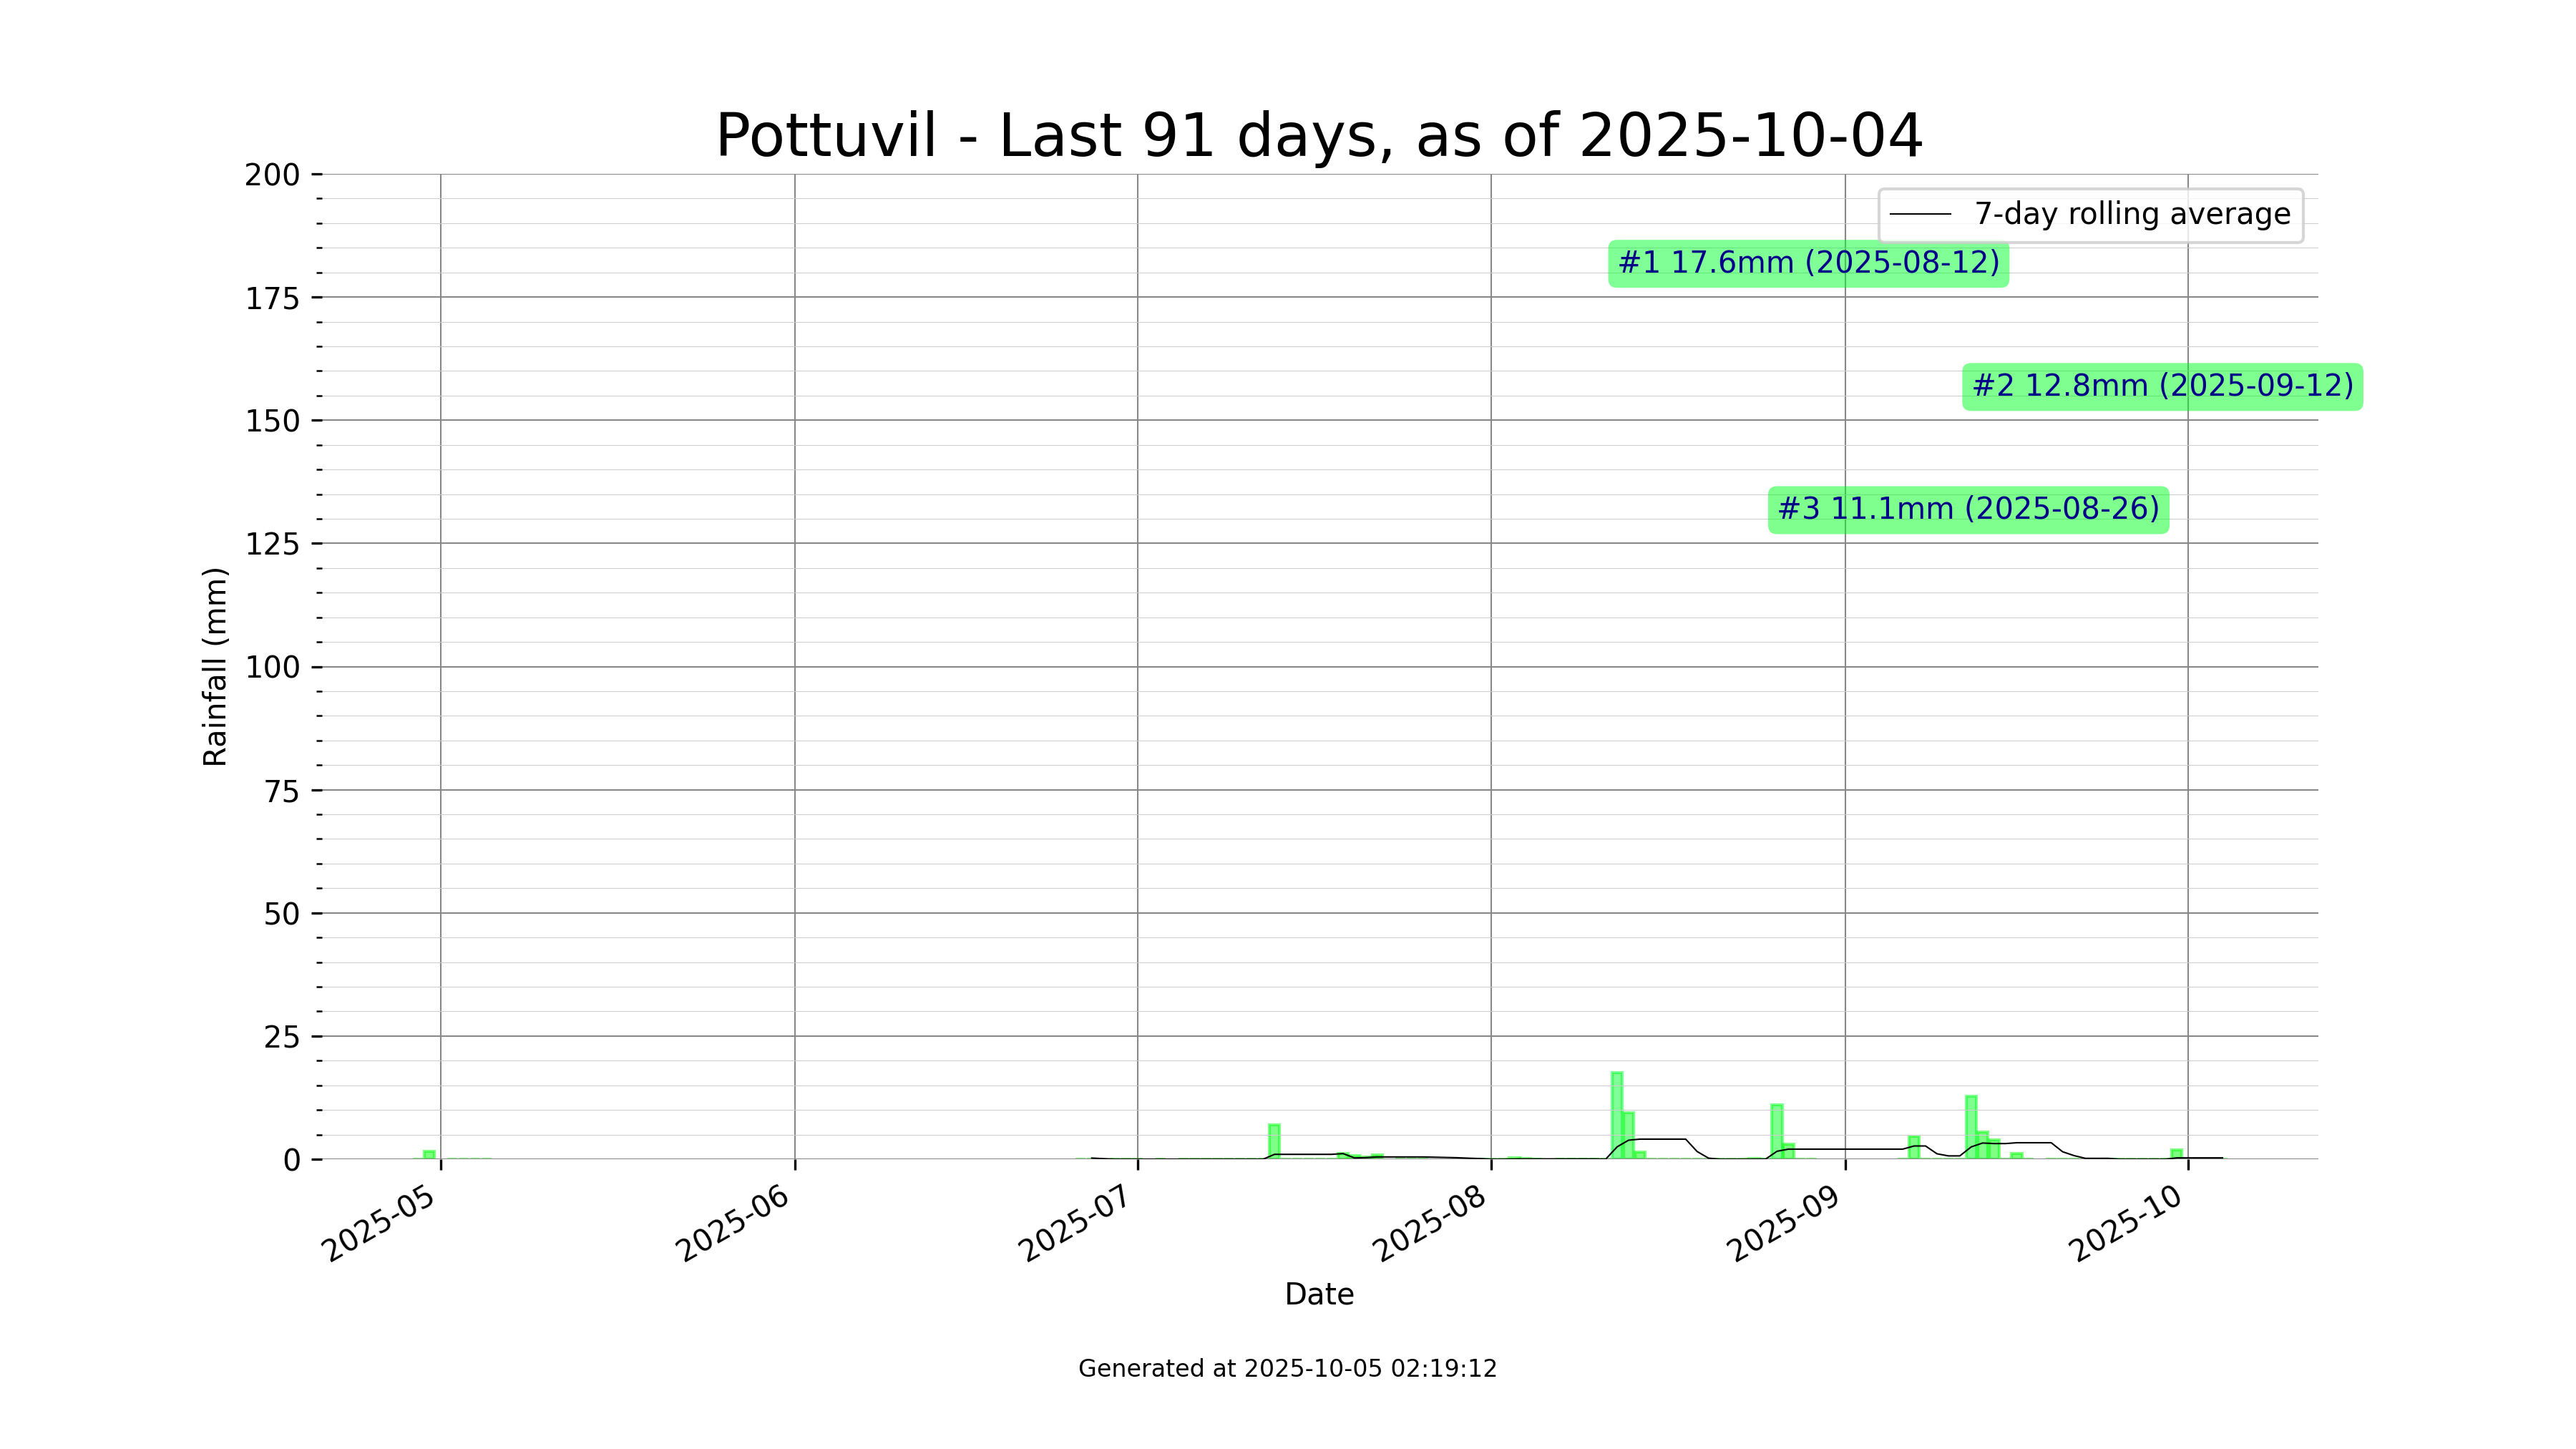 Pottuvil - Last 91 days, as of 2025-10-04
7-day rolling average
#1 17.6mm (2025-08-12)
#2 12.8mm (2025-09-12)
#3 11.1mm (2025-08-26)
Rainfall (mm)
200
175
150
125
100
75
50
25
0
2025-05
2025-06
2025-07
2025-08
2025-09
2025-10
Date
Generated at 2025-10-05 02:19:12